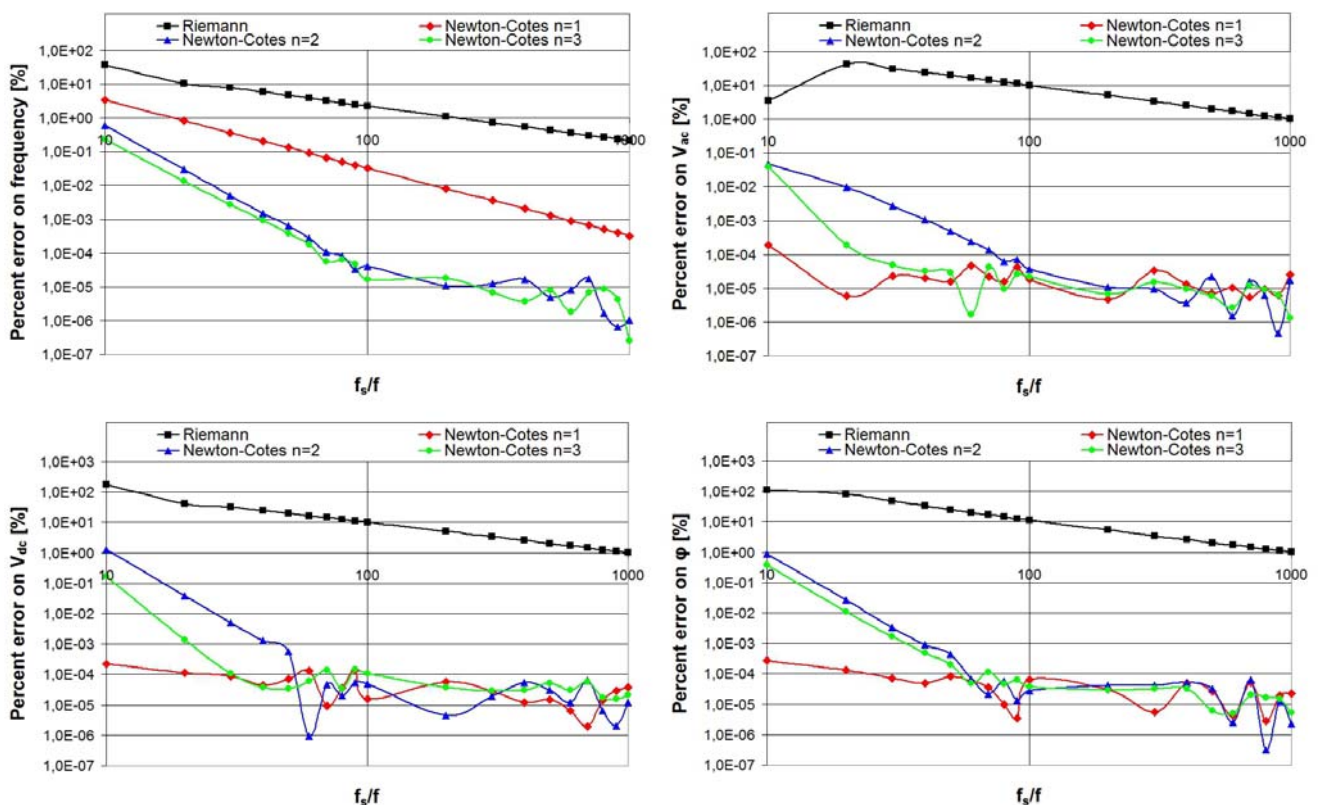 Riemann
Newton-Cotes n=1
Newton-Cotes n=2
Newton-Cotes n=3
Percent error on frequency [%]
1,0E+02
1,0E+01
1,0E+00
1,0E-01
1,0E-02
1,0E-03
1,0E-04
1,0E-05
1,0E-06
1,0E-07
10
100
1000
fs/f
Riemann
Newton-Cotes n=1
Newton-Cotes n=2
Newton-Cotes n=3
Percent error on Vac [%]
1,0E+02
1,0E+01
1,0E+00
1,0E-01
1,0E-02
1,0E-03
1,0E-04
1,0E-05
1,0E-06
1,0E-07
10
100
1000
fs/f
Riemann
Newton-Cotes n=1
Newton-Cotes n=2
Newton-Cotes n=3
Percent error on Vdc [%]
1,0E+03
1,0E+02
1,0E+01
1,0E+00
1,0E-01
1,0E-02
1,0E-03
1,0E-04
1,0E-05
1,0E-06
1,0E-07
10
100
1000
fs/f
Riemann
Newton-Cotes n=1
Newton-Cotes n=2
Newton-Cotes n=3
Percent error on φ [%]
1,0E+03
1,0E+02
1,0E+01
1,0E+00
1,0E-01
1,0E-02
1,0E-03
1,0E-04
1,0E-05
1,0E-06
1,0E-07
10
100
1000
fs/f